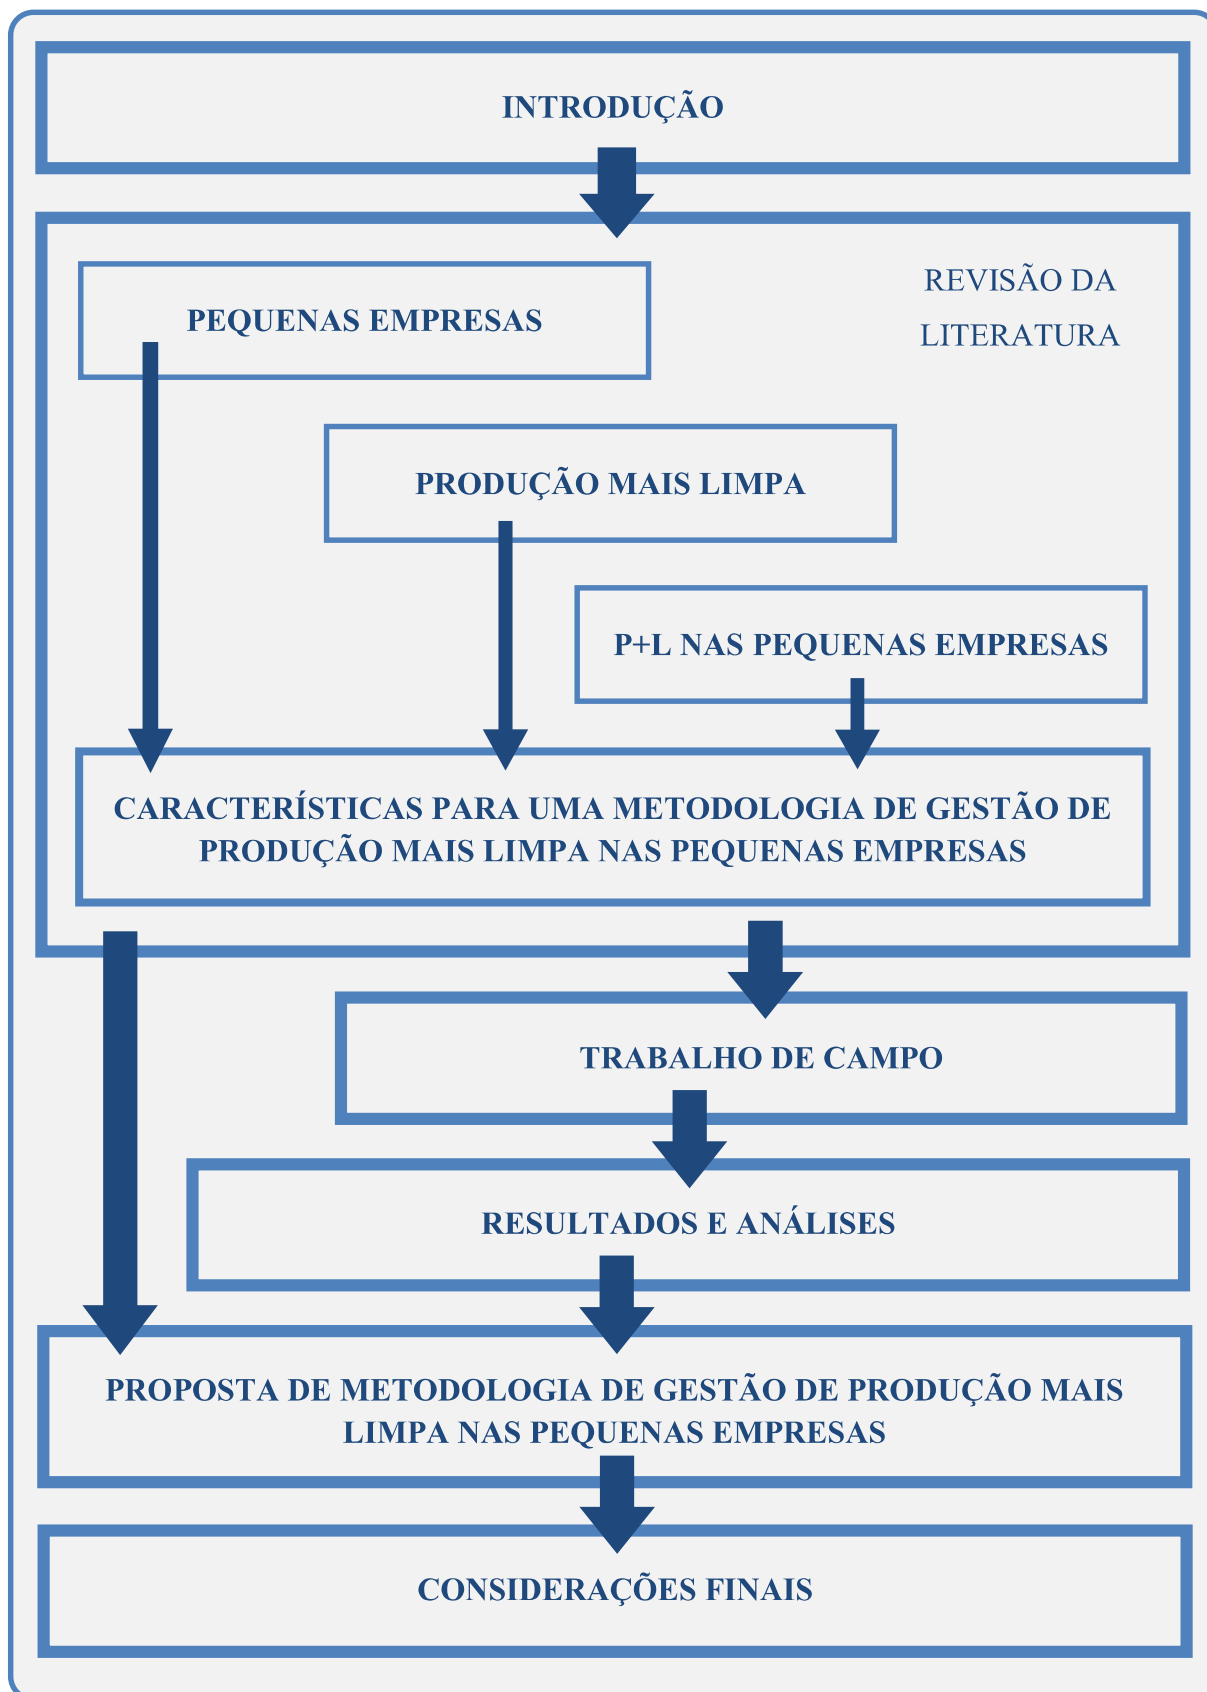 INTRODUÇÃO
REVISÃO DA
LITERATURA
PEQUENAS EMPRESAS
PRODUÇÃO MAIS LIMPA
P+L NAS PEQUENAS EMPRESAS
CARACTERÍSTICAS PARA UMA METODOLOGIA DE GESTÃO DE
PRODUÇÃO MAIS LIMPA NAS PEQUENAS EMPRESAS
TRABALHO DE CAMPO
RESULTADOS E ANÁLISES
PROPOSTA DE METODOLOGIA DE GESTÃO DE PRODUÇÃO MAIS
LIMPA NAS PEQUENAS EMPRESAS
CONSIDERAÇÕES FINAIS